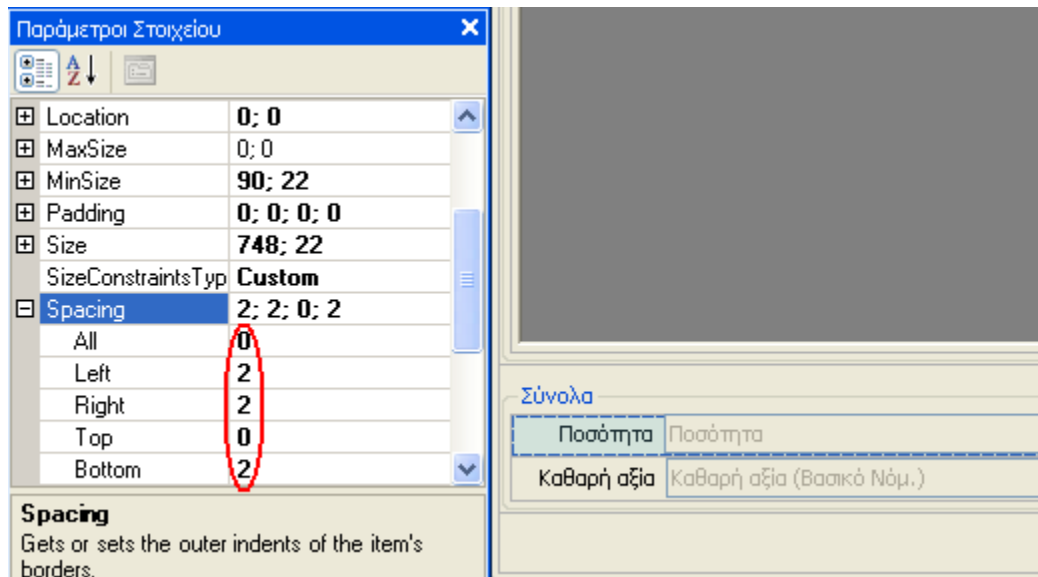 Παράμετροι Στοιχείου
Location 0; 0
MaxSize 0; 0
MinSize 90; 22
Padding 0; 0; 0; 0
Size 748; 22
SizeConstraintsTyp Custom
Spacing 2; 2; 0; 2
All 0
Left 2
Right 2
Top 0
Bottom 2
Spacing
Gets or sets the outer indents of the item's
borders.
Σύνολα
Ποσότητα Ποσότητα
Καθαρή αξία Καθαρή αξία (Βασικό Νόμ.)